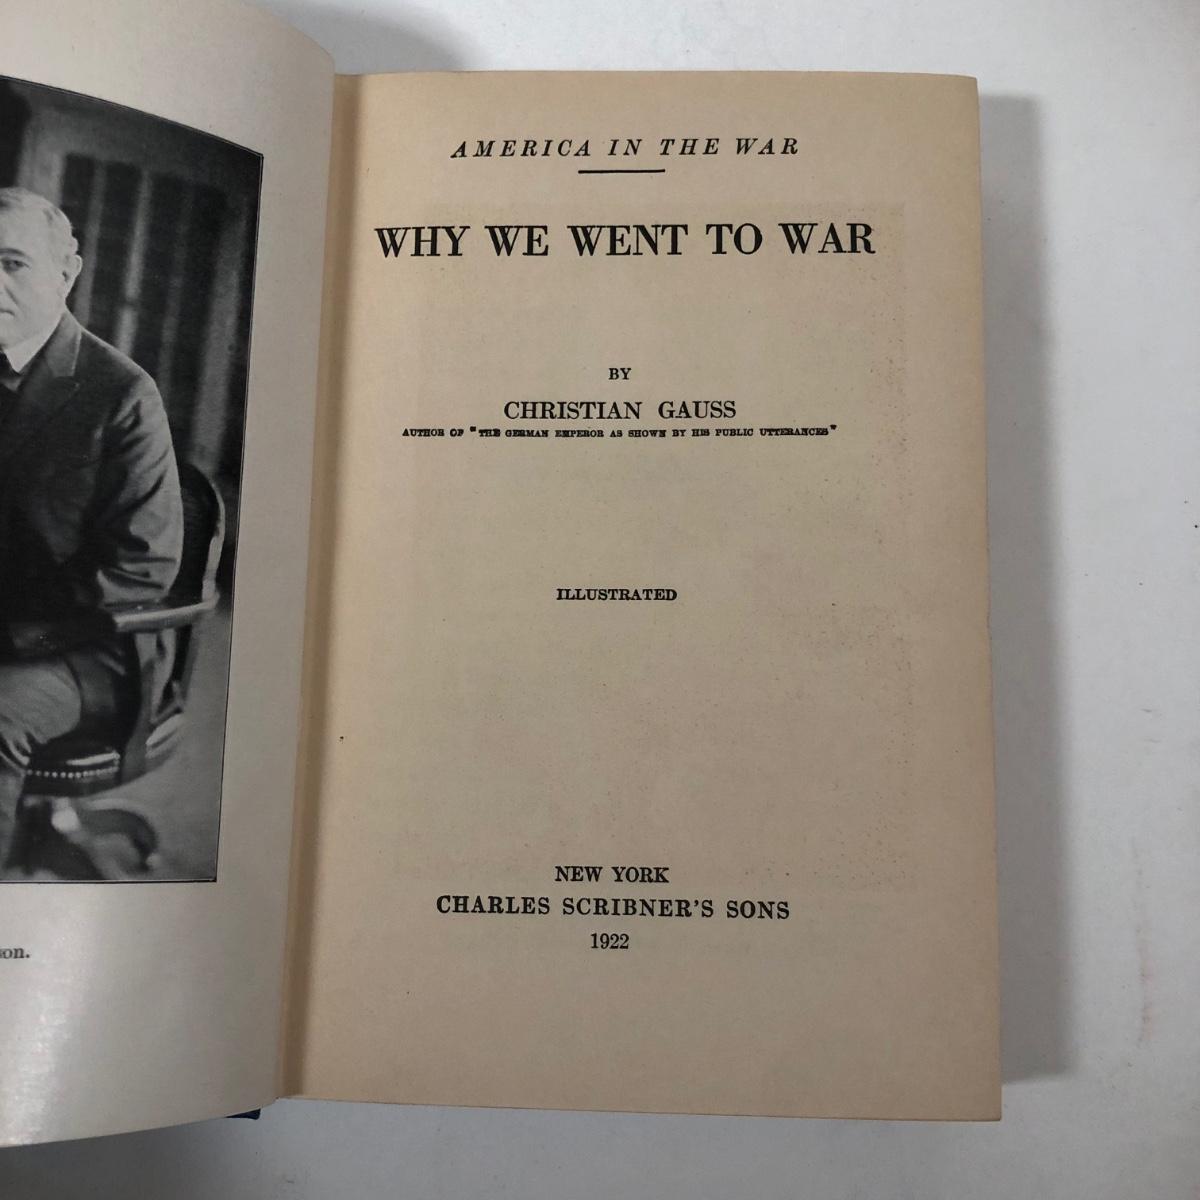 AMERICA IN THE WAR
WHY WE WENT TO WAR
BY
CHRISTIAN GAUSS
AUTHOR OF "THE GERMAN EMPEROR AS SHOWN BY HIS PUBLIC UTTERANCES"
ILLUSTRATED
NEW YORK
CHARLES SCRIBNER'S SONS
1922